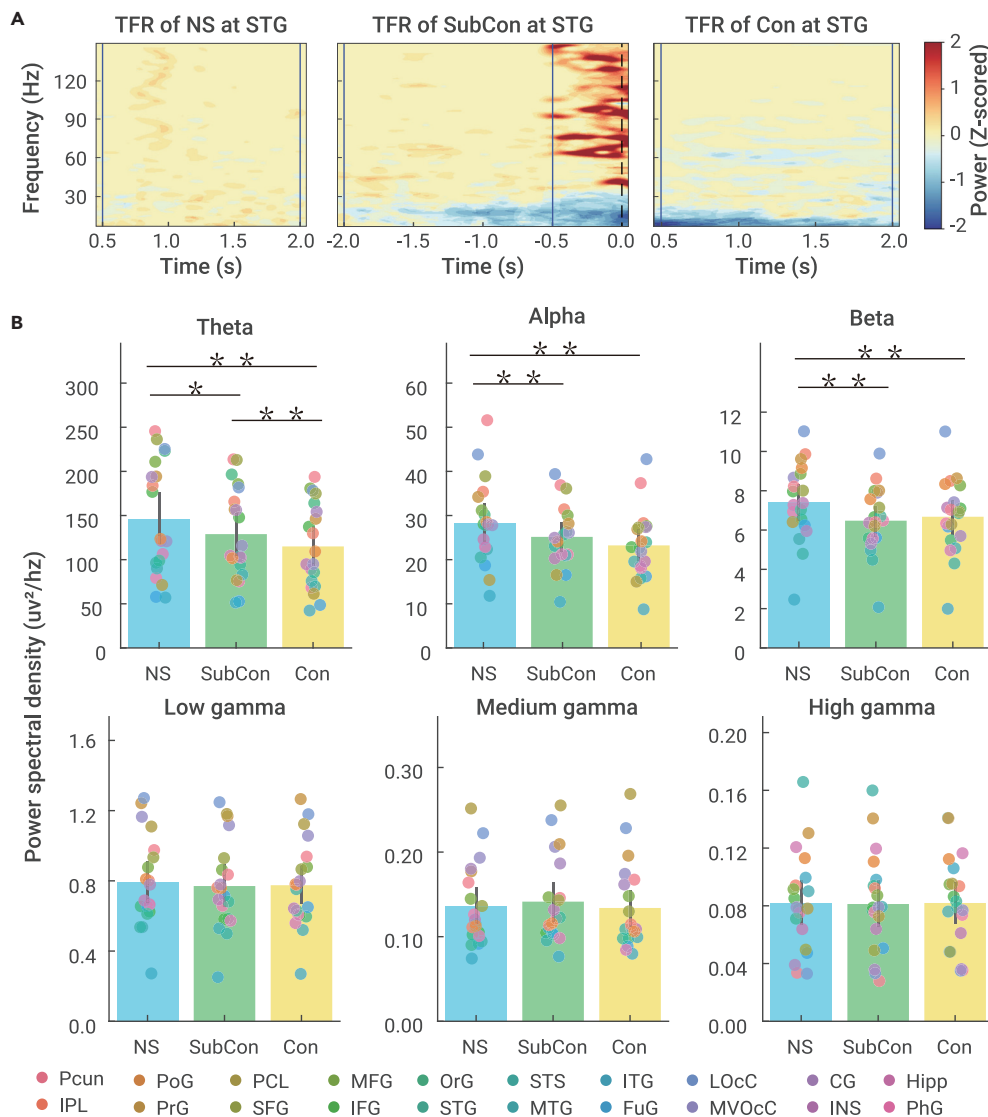 A
TFR of NS at STG
TFR of SubCon at STG
TFR of Con at STG
Frequency (Hz)
120
90
60
30
0.5 1.0 2.0
-2.0 -1.5 -1.0 -0.5 0.0
0.5 1.0 1.5 2.0
Time (s)
Time (s)
Time (s)
2
1
0
-1
-2
Power (Z-scored)
B
Power spectral density (uv²/hz)
Theta
* *
*
* *
300
250
200
150
100
50
0
NS SubCon Con
Alpha
* *
* *
60
50
40
30
20
10
0
NS SubCon Con
Beta
* *
* *
12
10
8
6
4
2
0
NS SubCon Con
Low gamma
1.6
1.2
0.8
0.4
0.0
NS SubCon Con
Medium gamma
0.30
0.20
0.10
0.00
NS SubCon Con
High gamma
0.20
0.16
0.12
0.08
0.04
0.00
NS SubCon Con
Pcun PoG PCL MFG OrG STS ITG LOcC CG Hipp
IPL PrG SFG IFG STG MTG FuG MVOcC INS PhG